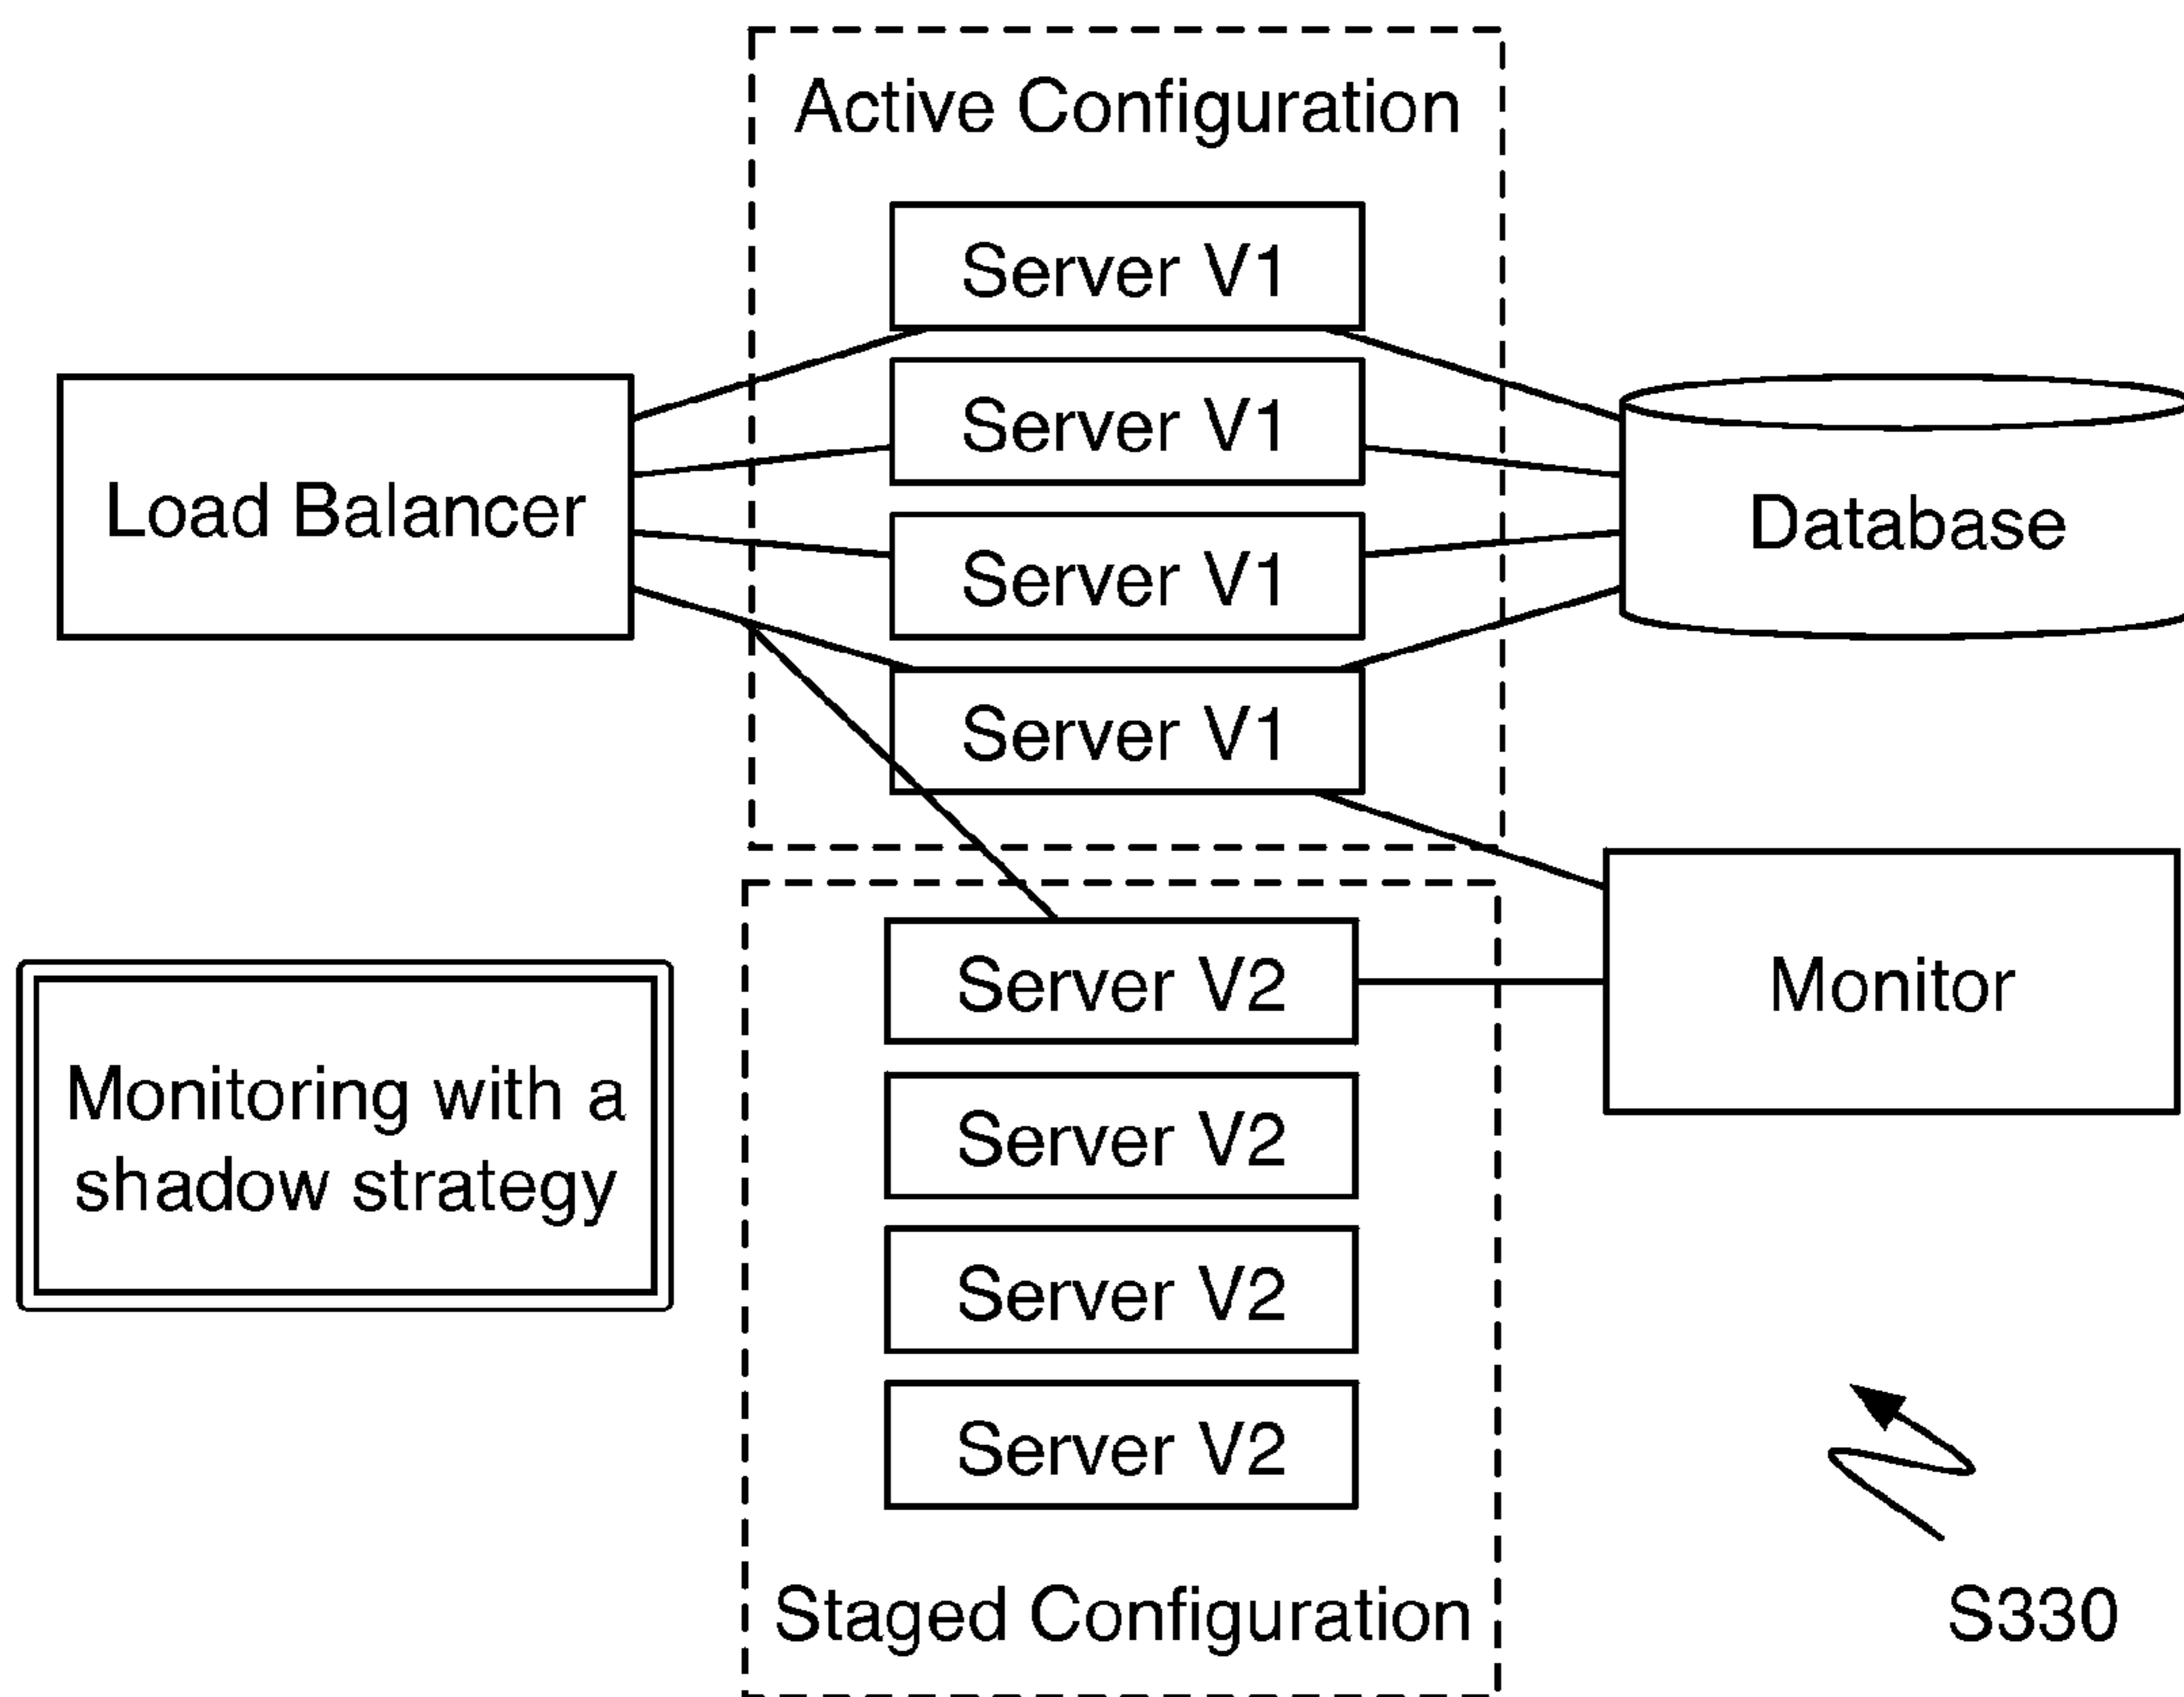 Active Configuration
Server V1
Server V1
Server V1
Server V1
Load Balancer
Database
Server V2
Server V2
Server V2
Server V2
Staged Configuration
Monitor
Monitoring with a
shadow strategy
S330